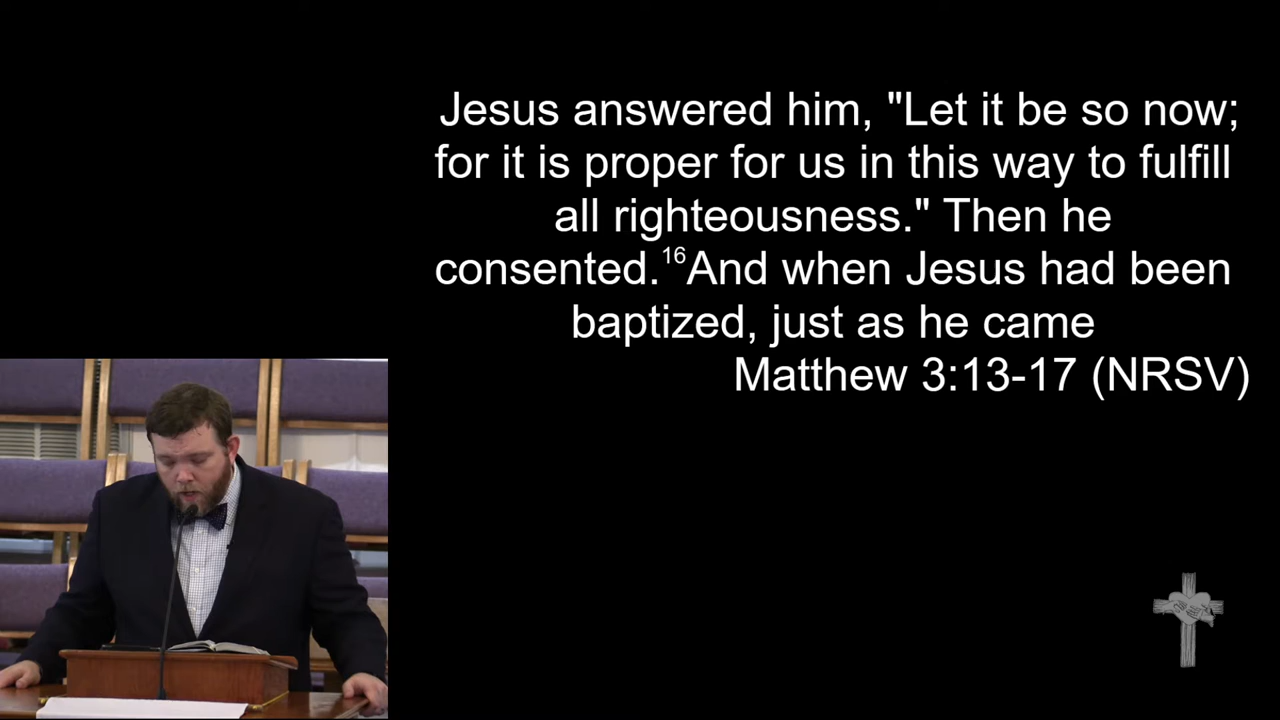 Jesus answered him, "Let it be so now;
for it is proper for us in this way to fulfill
all righteousness." Then he
consented.16And when Jesus had been
baptized, just as he came
Matthew 3:13-17 (NRSV)